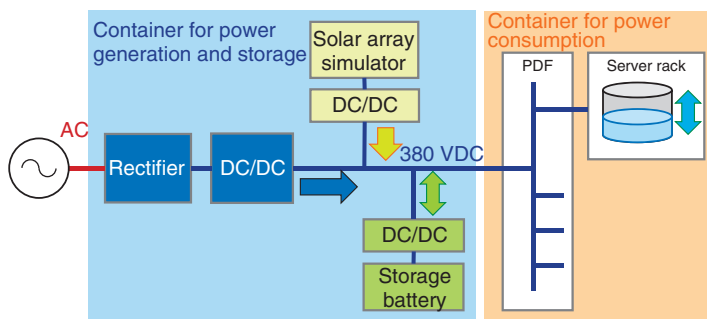 Container for power
generation and storage
Solar array
simulator
DC/DC
Container for power
consumption
PDF
Server rack
AC
Rectifier
DC/DC
380 VDC
DC/DC
Storage
battery